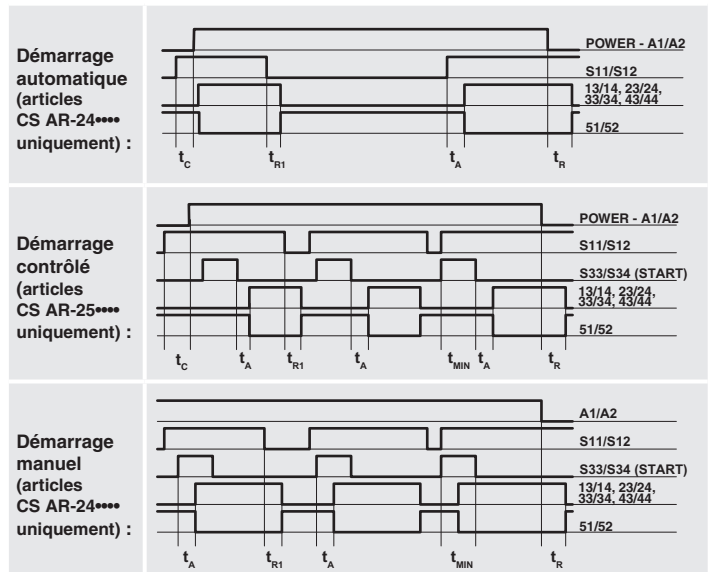 Démarrage
automatique
(articles
CS AR-24••••
uniquement) :
POWER - A1/A2
S11/S12
13/14, 23/24,
33/34, 43/44
51/52
tC
tR1
tA
tR
Démarrage
contrôlé
(articles
CS AR-25••••
uniquement) :
POWER - A1/A2
S11/S12
S33/S34 (START)
13/14, 23/24,
33/34, 43/44
51/52
tC
tA
tR1
tA
tMIN
tA
tR
Démarrage
manuel
(articles
CS AR-24••••
uniquement) :
A1/A2
S11/S12
S33/S34 (START)
13/14, 23/24,
33/34, 43/44
51/52
tA
tR1
tA
tMIN
tR